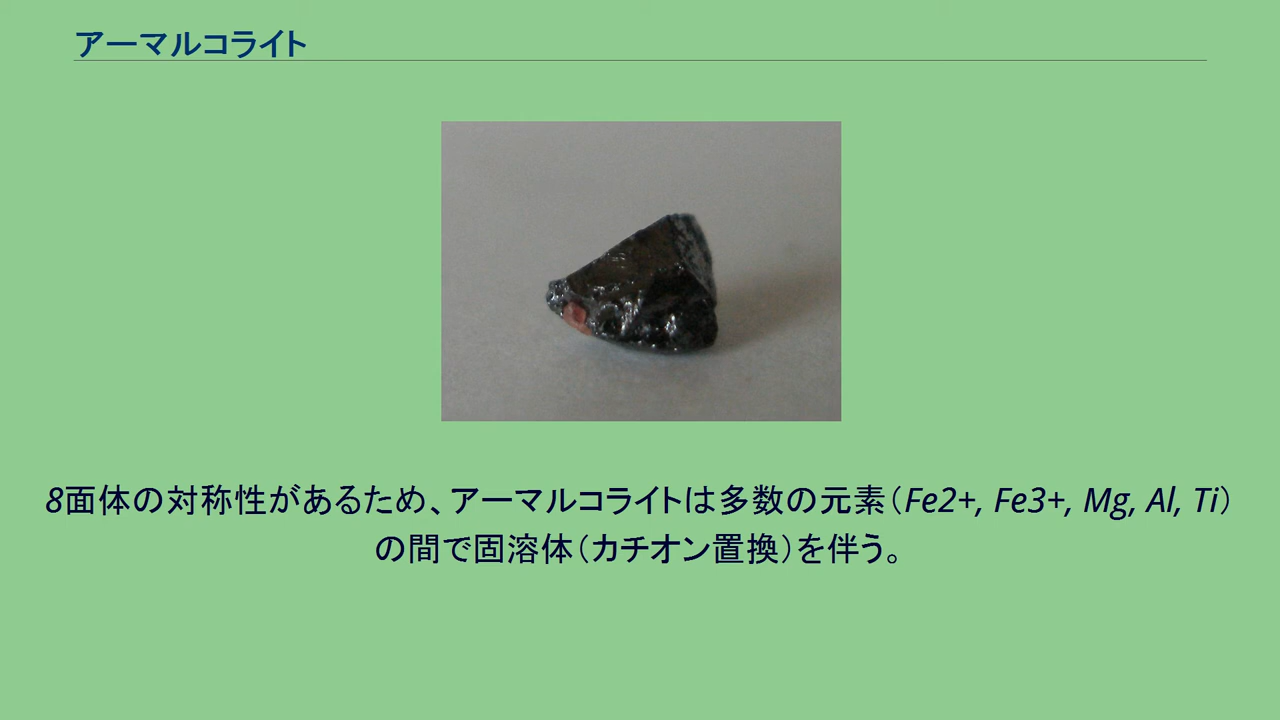 アーマルコライト
8面体の対称性があるため、アーマルコライトは多数の元素（Fe2+, Fe3+, Mg, Al, Ti）
の間で固溶体（カチオン置換）を伴う。